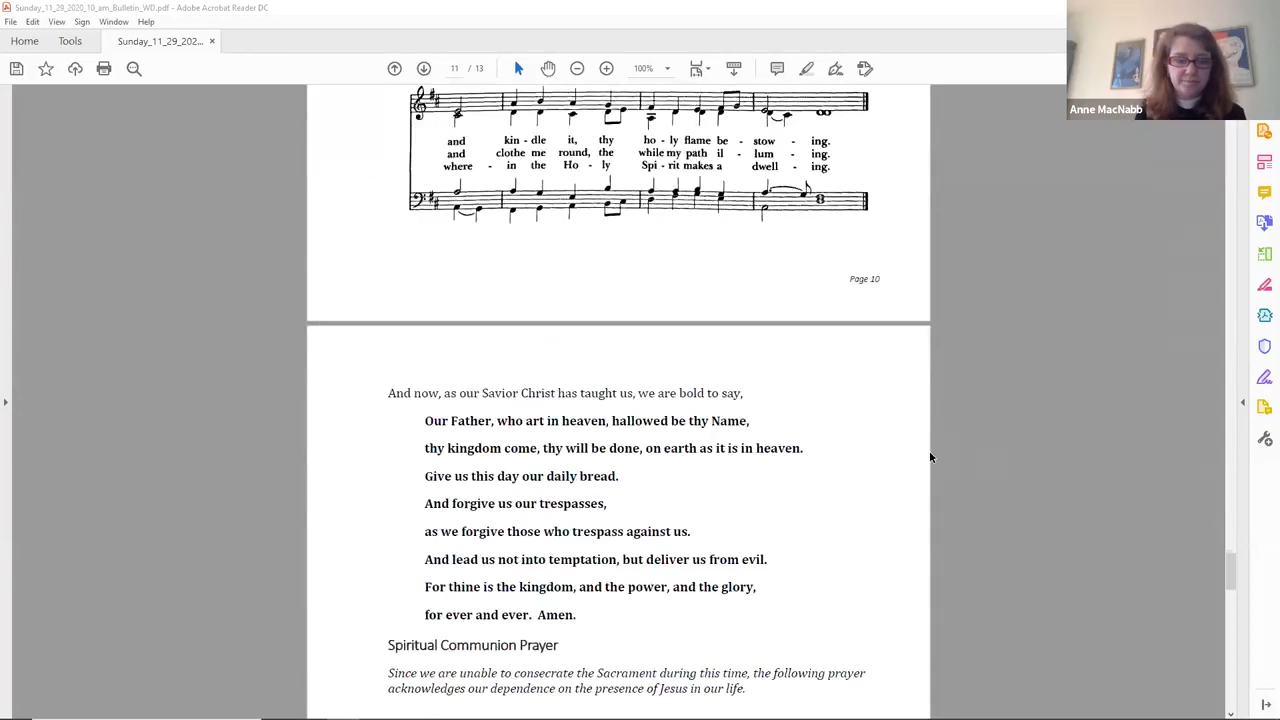 Sunday_11_29_2020_10_am_Bulletin_WD.pdf - Adobe Acrobat Reader DC
File Edit View Sign Window Help
Home Tools Sunday_11_29_202... ×
11 / 13 100%
Anne MacNabb
and kin - dle it, thy ho - ly flame be - stow - ing.
and clothe me round, the while my path il - lum - ing.
where - in the Ho - ly Spi - rit makes a dwell - ing.
Page 10
And now, as our Savior Christ has taught us, we are bold to say,
Our Father, who art in heaven, hallowed be thy Name,
thy kingdom come, thy will be done, on earth as it is in heaven.
Give us this day our daily bread.
And forgive us our trespasses,
as we forgive those who trespass against us.
And lead us not into temptation, but deliver us from evil.
For thine is the kingdom, and the power, and the glory,
for ever and ever. Amen.
Spiritual Communion Prayer
Since we are unable to consecrate the Sacrament during this time, the following prayer
acknowledges our dependence on the presence of Jesus in our life.